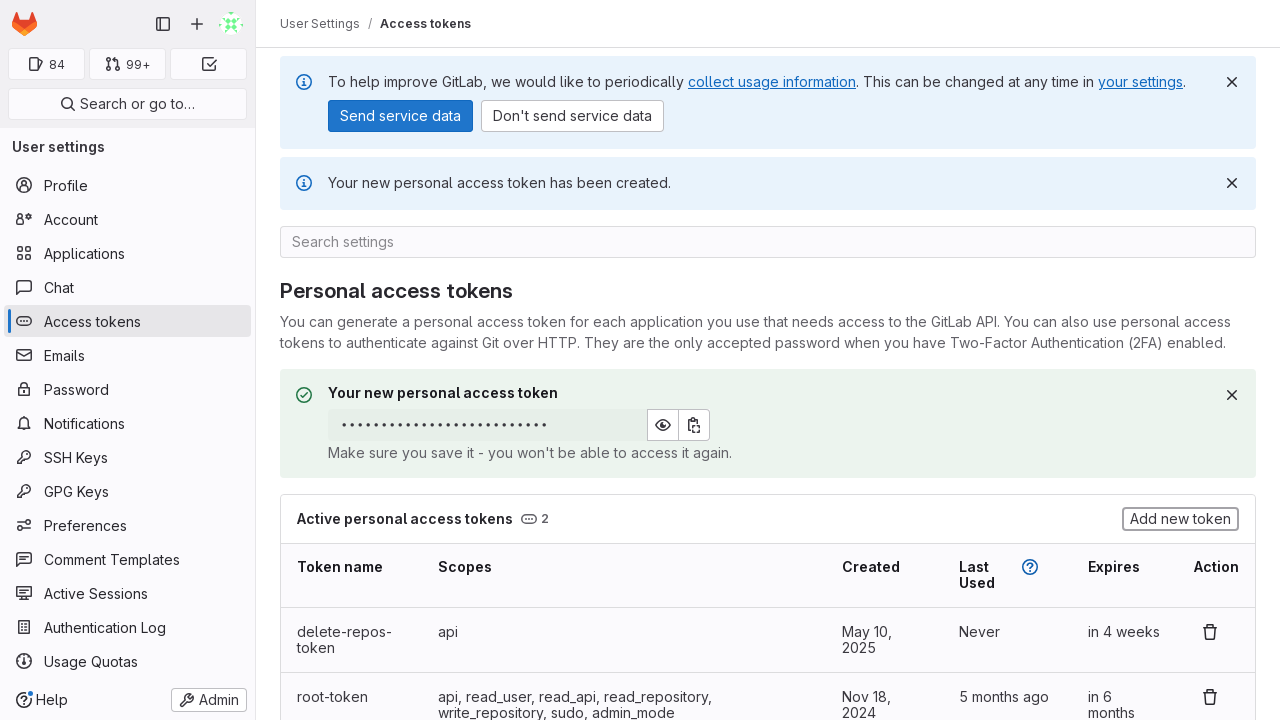 User Settings / Access tokens
84
99+
Search or go to…
User settings
Profile
Account
Applications
Chat
Access tokens
Emails
Password
Notifications
SSH Keys
GPG Keys
Preferences
Comment Templates
Active Sessions
Authentication Log
Usage Quotas
Help
Admin
To help improve GitLab, we would like to periodically collect usage information. This can be changed at any time in your settings.
Send service data
Don't send service data
Your new personal access token has been created.
Search settings
Personal access tokens
You can generate a personal access token for each application you use that needs access to the GitLab API. You can also use personal access
tokens to authenticate against Git over HTTP. They are the only accepted password when you have Two-Factor Authentication (2FA) enabled.
Your new personal access token
••••••••••••••••••••••••••
Make sure you save it - you won't be able to access it again.
Active personal access tokens 2
Add new token
Token name
Scopes
Created
Last
Used
Expires
Action
delete-repos-
token
api
May 10,
2025
Never
in 4 weeks
root-token
api, read_user, read_api, read_repository,
write_repository, sudo, admin_mode
Nov 18,
2024
5 months ago
in 6
months